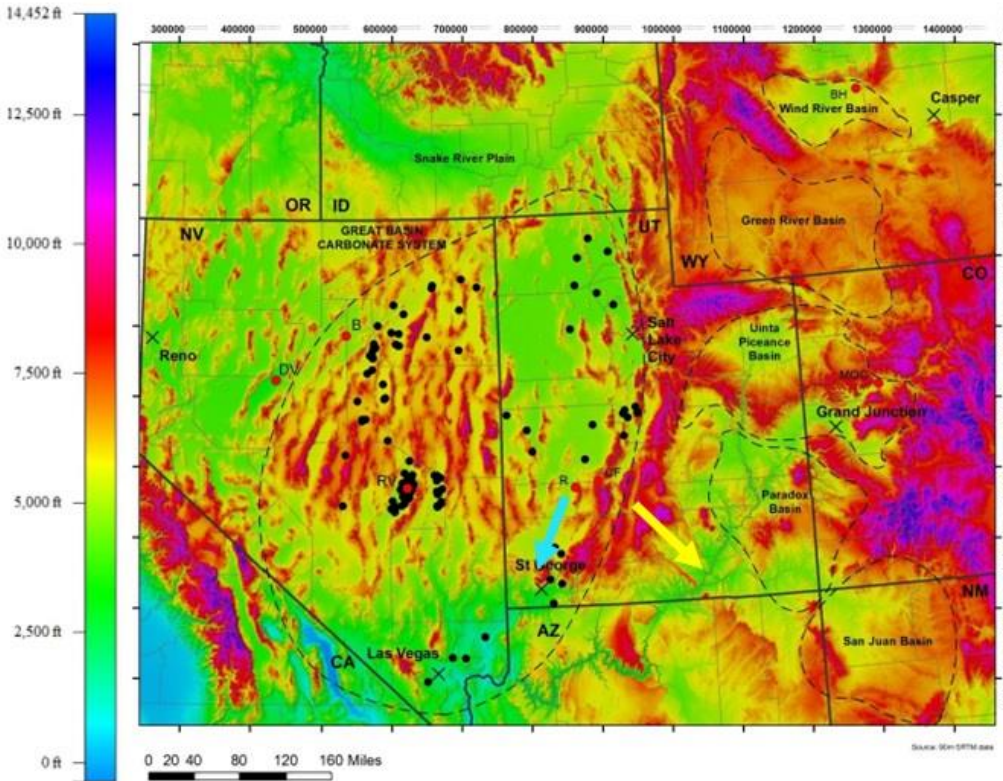 14,452 ft
12,500 ft
10,000 ft
7,500 ft
5,000 ft
2,500 ft
0 ft
300000 400000 500000 600000 700000 800000 900000 1000000 1100000 1200000 1300000 1400000
BH
Wind River Basin
Casper
Snake River Plain
OR
ID
Green River Basin
NV
GREAT BASIN
CARBONATE SYSTEM
UT
WY
CO
B
Reno
Salt
Lake
City
Uinta
Piceance
Basin
DV
MOC
Grand Junction
RV
R
CF
Paradox
Basin
St George
AZ
NM
San Juan Basin
CA
Las Vegas
0 20 40 80 120 160 Miles
Source: 90m SRTM data